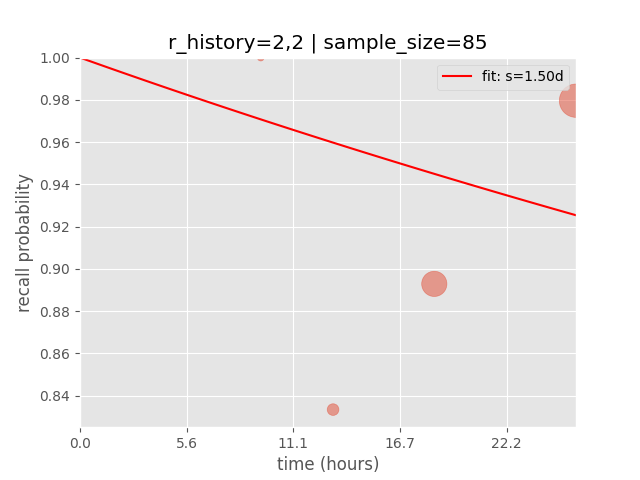 r_history=2,2 | sample_size=85
fit: s=1.50d
1.00
0.98
0.96
0.94
0.92
0.90
0.88
0.86
0.84
recall probability
0.0 5.6 11.1 16.7 22.2
time (hours)